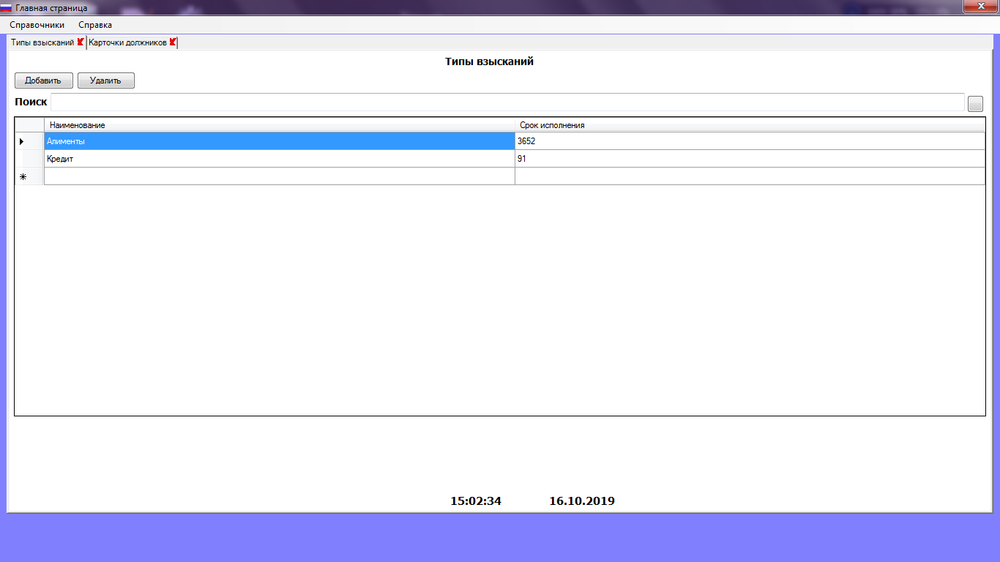 Главная страница
Справочники Справка
Типы взысканий Карточки должников
Типы взысканий
Добавить Удалить
Поиск
Наименование Срок исполнения
Алименты 3652
Кредит 91
15:02:34 16.10.2019